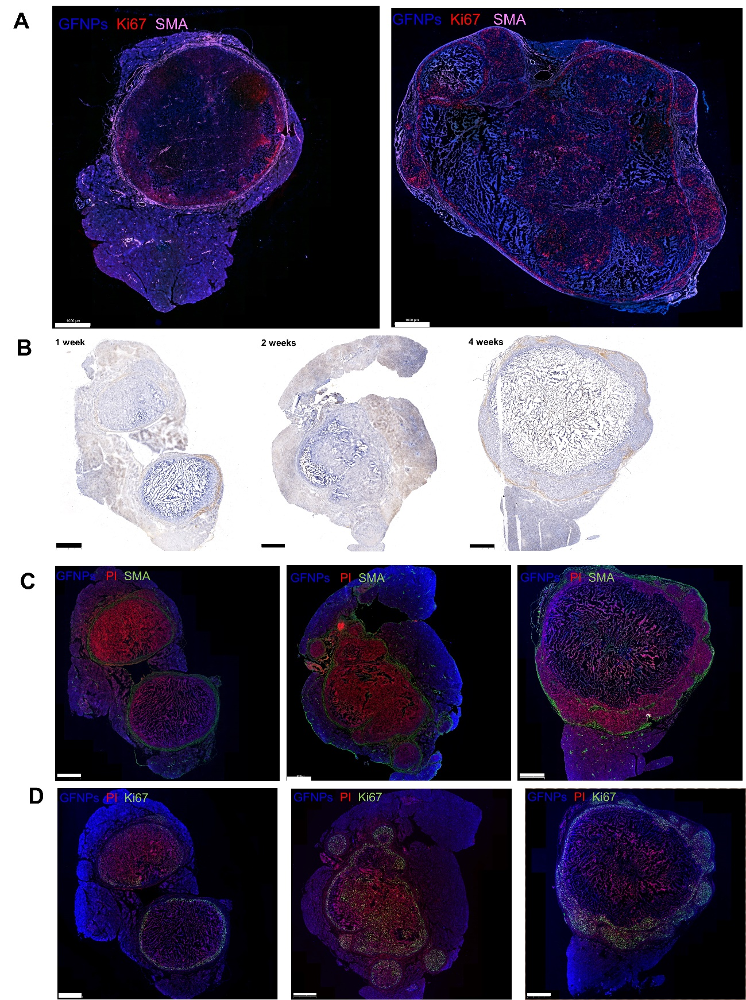 A
GFNPs Ki67 SMA
GFNPs Ki67 SMA
1000 µm
1000 µm
B
1 week
2 weeks
4 weeks
C
GFNPs PI SMA
GFNPs PI SMA
GFNPs PI SMA
D
GFNPs PI Ki67
GFNPs PI Ki67
GFNPs PI Ki67